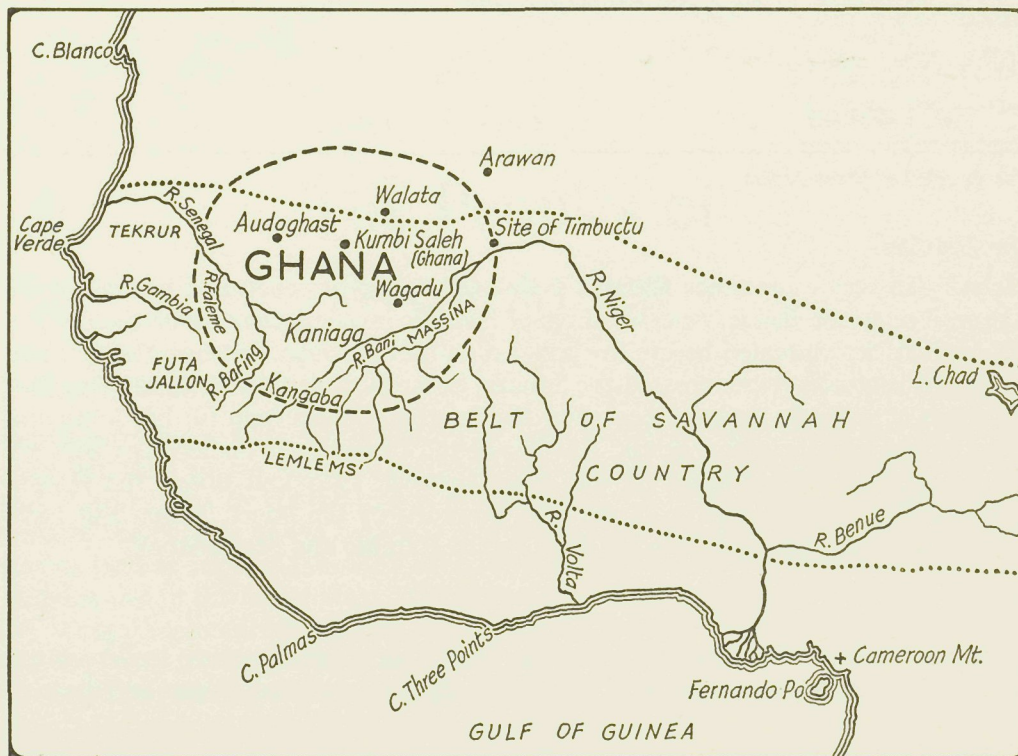 C. Blanco
Arawan
R. Senegal
Walata
Cape
Verde
TEKRUR
Audoghast
Kumbi Saleh
(Ghana)
Site of Timbuctu
GHANA
R. Gambia
R. Faleme
Wagadu
R. Niger
Kaniaga
R. Bani
MASSINA
FUTA
JALLON
R. Bafing
Kangaba
L. Chad
BELT OF SAVANNAH
COUNTRY
'LEMLEMS'
R. Volta
R. Benue
C. Palmas
C. Three Points
Cameroon Mt.
Fernando Po
GULF OF GUINEA